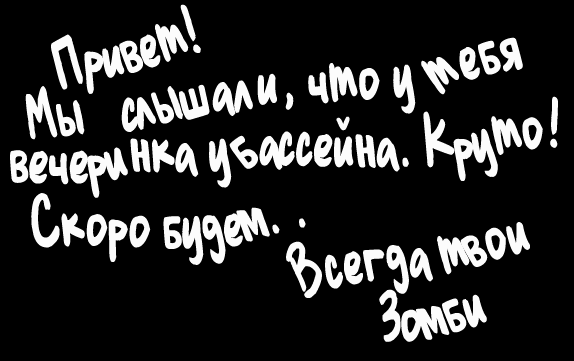 Привет!
Мы слышали, что у тебя
вечеринка у бассейна. Круто!
Скоро будем..
Всегда твои
Зомби